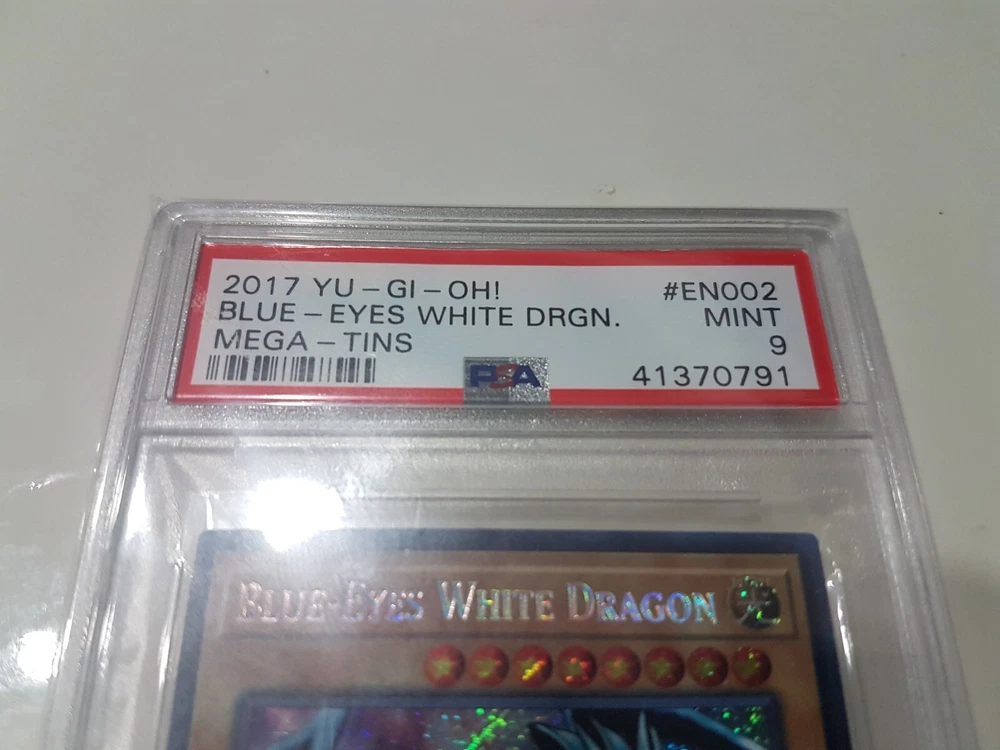 2017 YU-GI-OH! #EN002
BLUE-EYES WHITE DRGN. MINT
MEGA-TINS 9
PSA 41370791
BLUE-EYES WHITE DRAGON